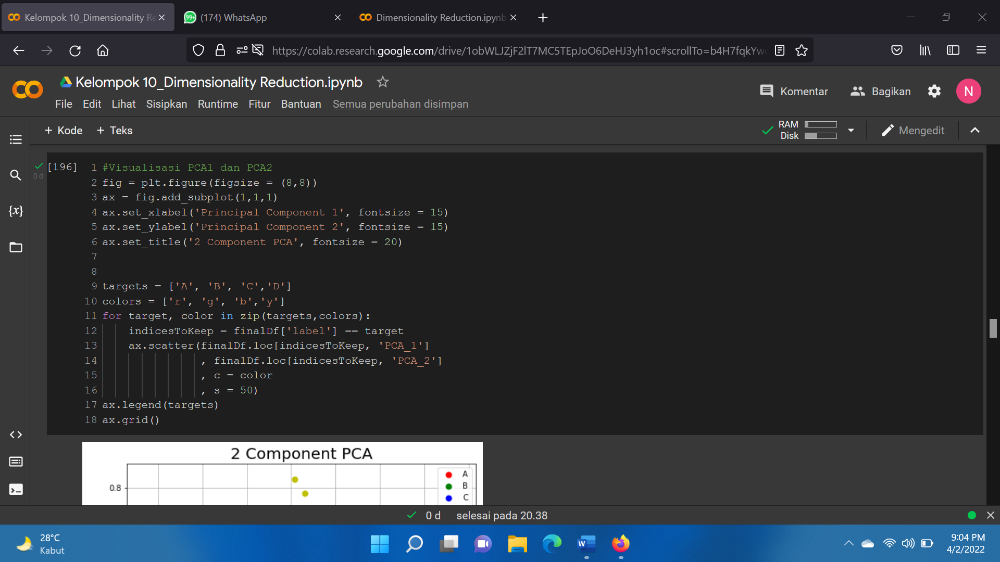 Kelompok 10_Dimensionality Re
(174) WhatsApp
Dimensionality Reduction.ipynb
https://colab.research.google.com/drive/1obWLJZjF2lT7MC5TEpJoO6DeHJ3yh1oc#scrollTo=b4H7fqkYw
Kelompok 10_Dimensionality Reduction.ipynb
Komentar
Bagikan
N
File Edit Lihat Sisipkan Runtime Fitur Bantuan Semua perubahan disimpan
+ Kode + Teks
RAM
Disk
Mengedit
[196]
0 d
1 #Visualisasi PCA1 dan PCA2
2 fig = plt.figure(figsize = (8,8))
3 ax = fig.add_subplot(1,1,1)
4 ax.set_xlabel('Principal Component 1', fontsize = 15)
5 ax.set_ylabel('Principal Component 2', fontsize = 15)
6 ax.set_title('2 Component PCA', fontsize = 20)
7
8
9 targets = ['A', 'B', 'C','D']
10 colors = ['r', 'g', 'b','y']
11 for target, color in zip(targets,colors):
12     indicesToKeep = finalDf['label'] == target
13     ax.scatter(finalDf.loc[indicesToKeep, 'PCA_1']
14                , finalDf.loc[indicesToKeep, 'PCA_2']
15                , c = color
16                , s = 50)
17 ax.legend(targets)
18 ax.grid()
{x}
2 Component PCA
A
B
C
0.8
0 d selesai pada 20.38
28°C
Kabut
W
9:04 PM
4/2/2022